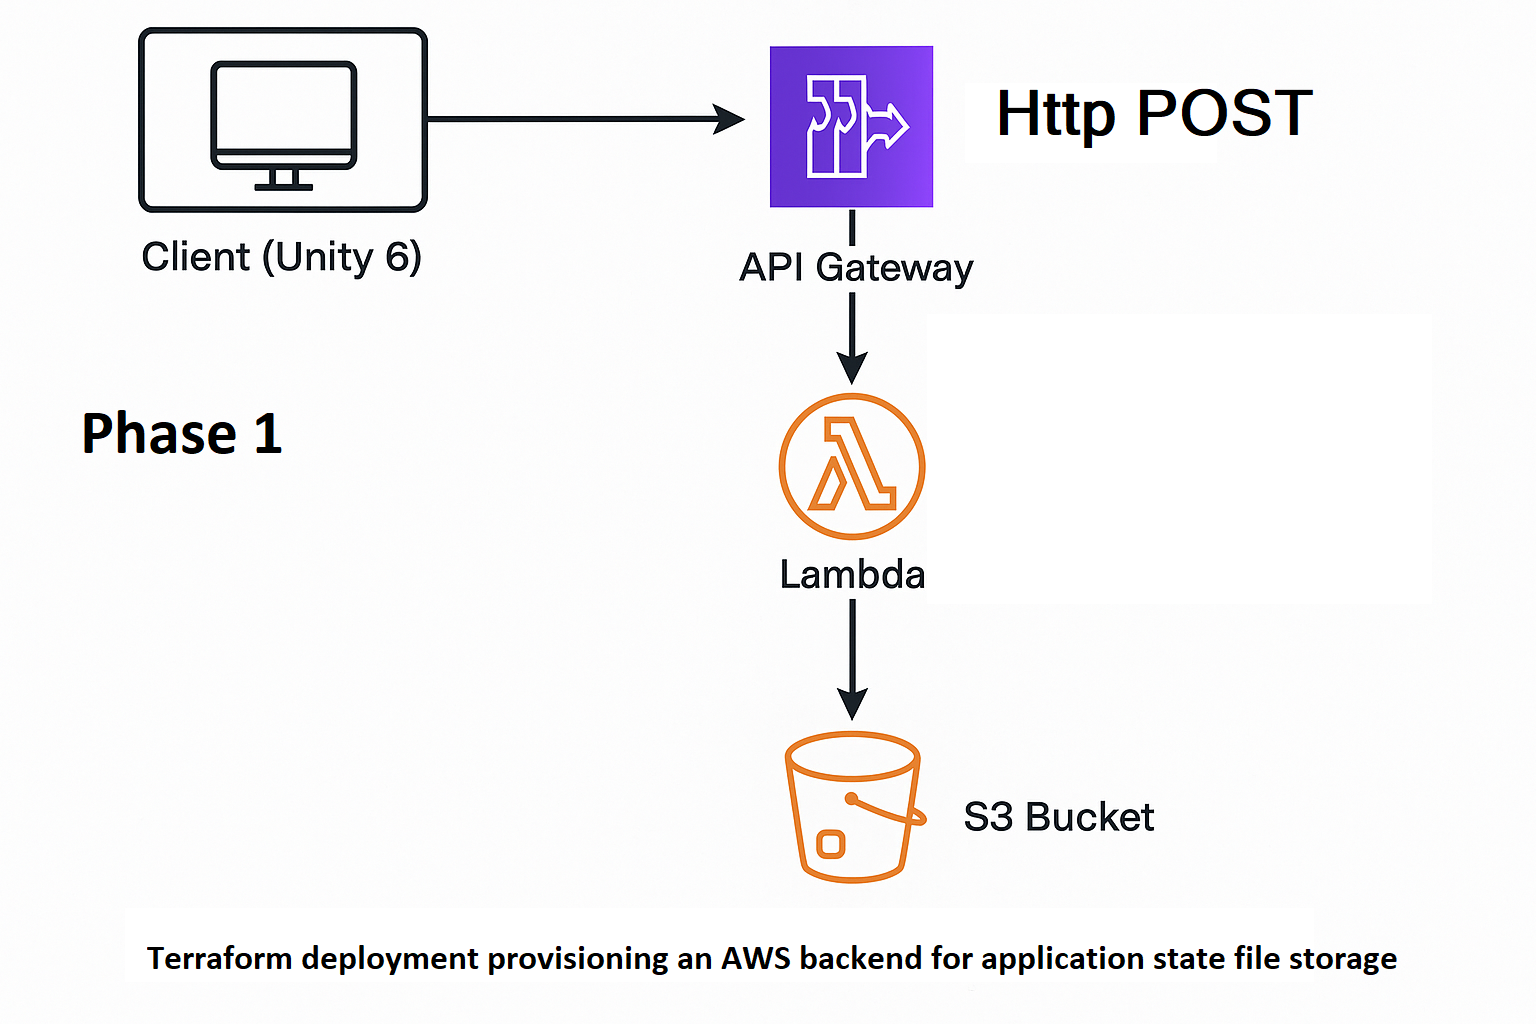 Http POST
Client (Unity 6)
API Gateway
Phase 1
Lambda
S3 Bucket
Terraform deployment provisioning an AWS backend for application state file storage